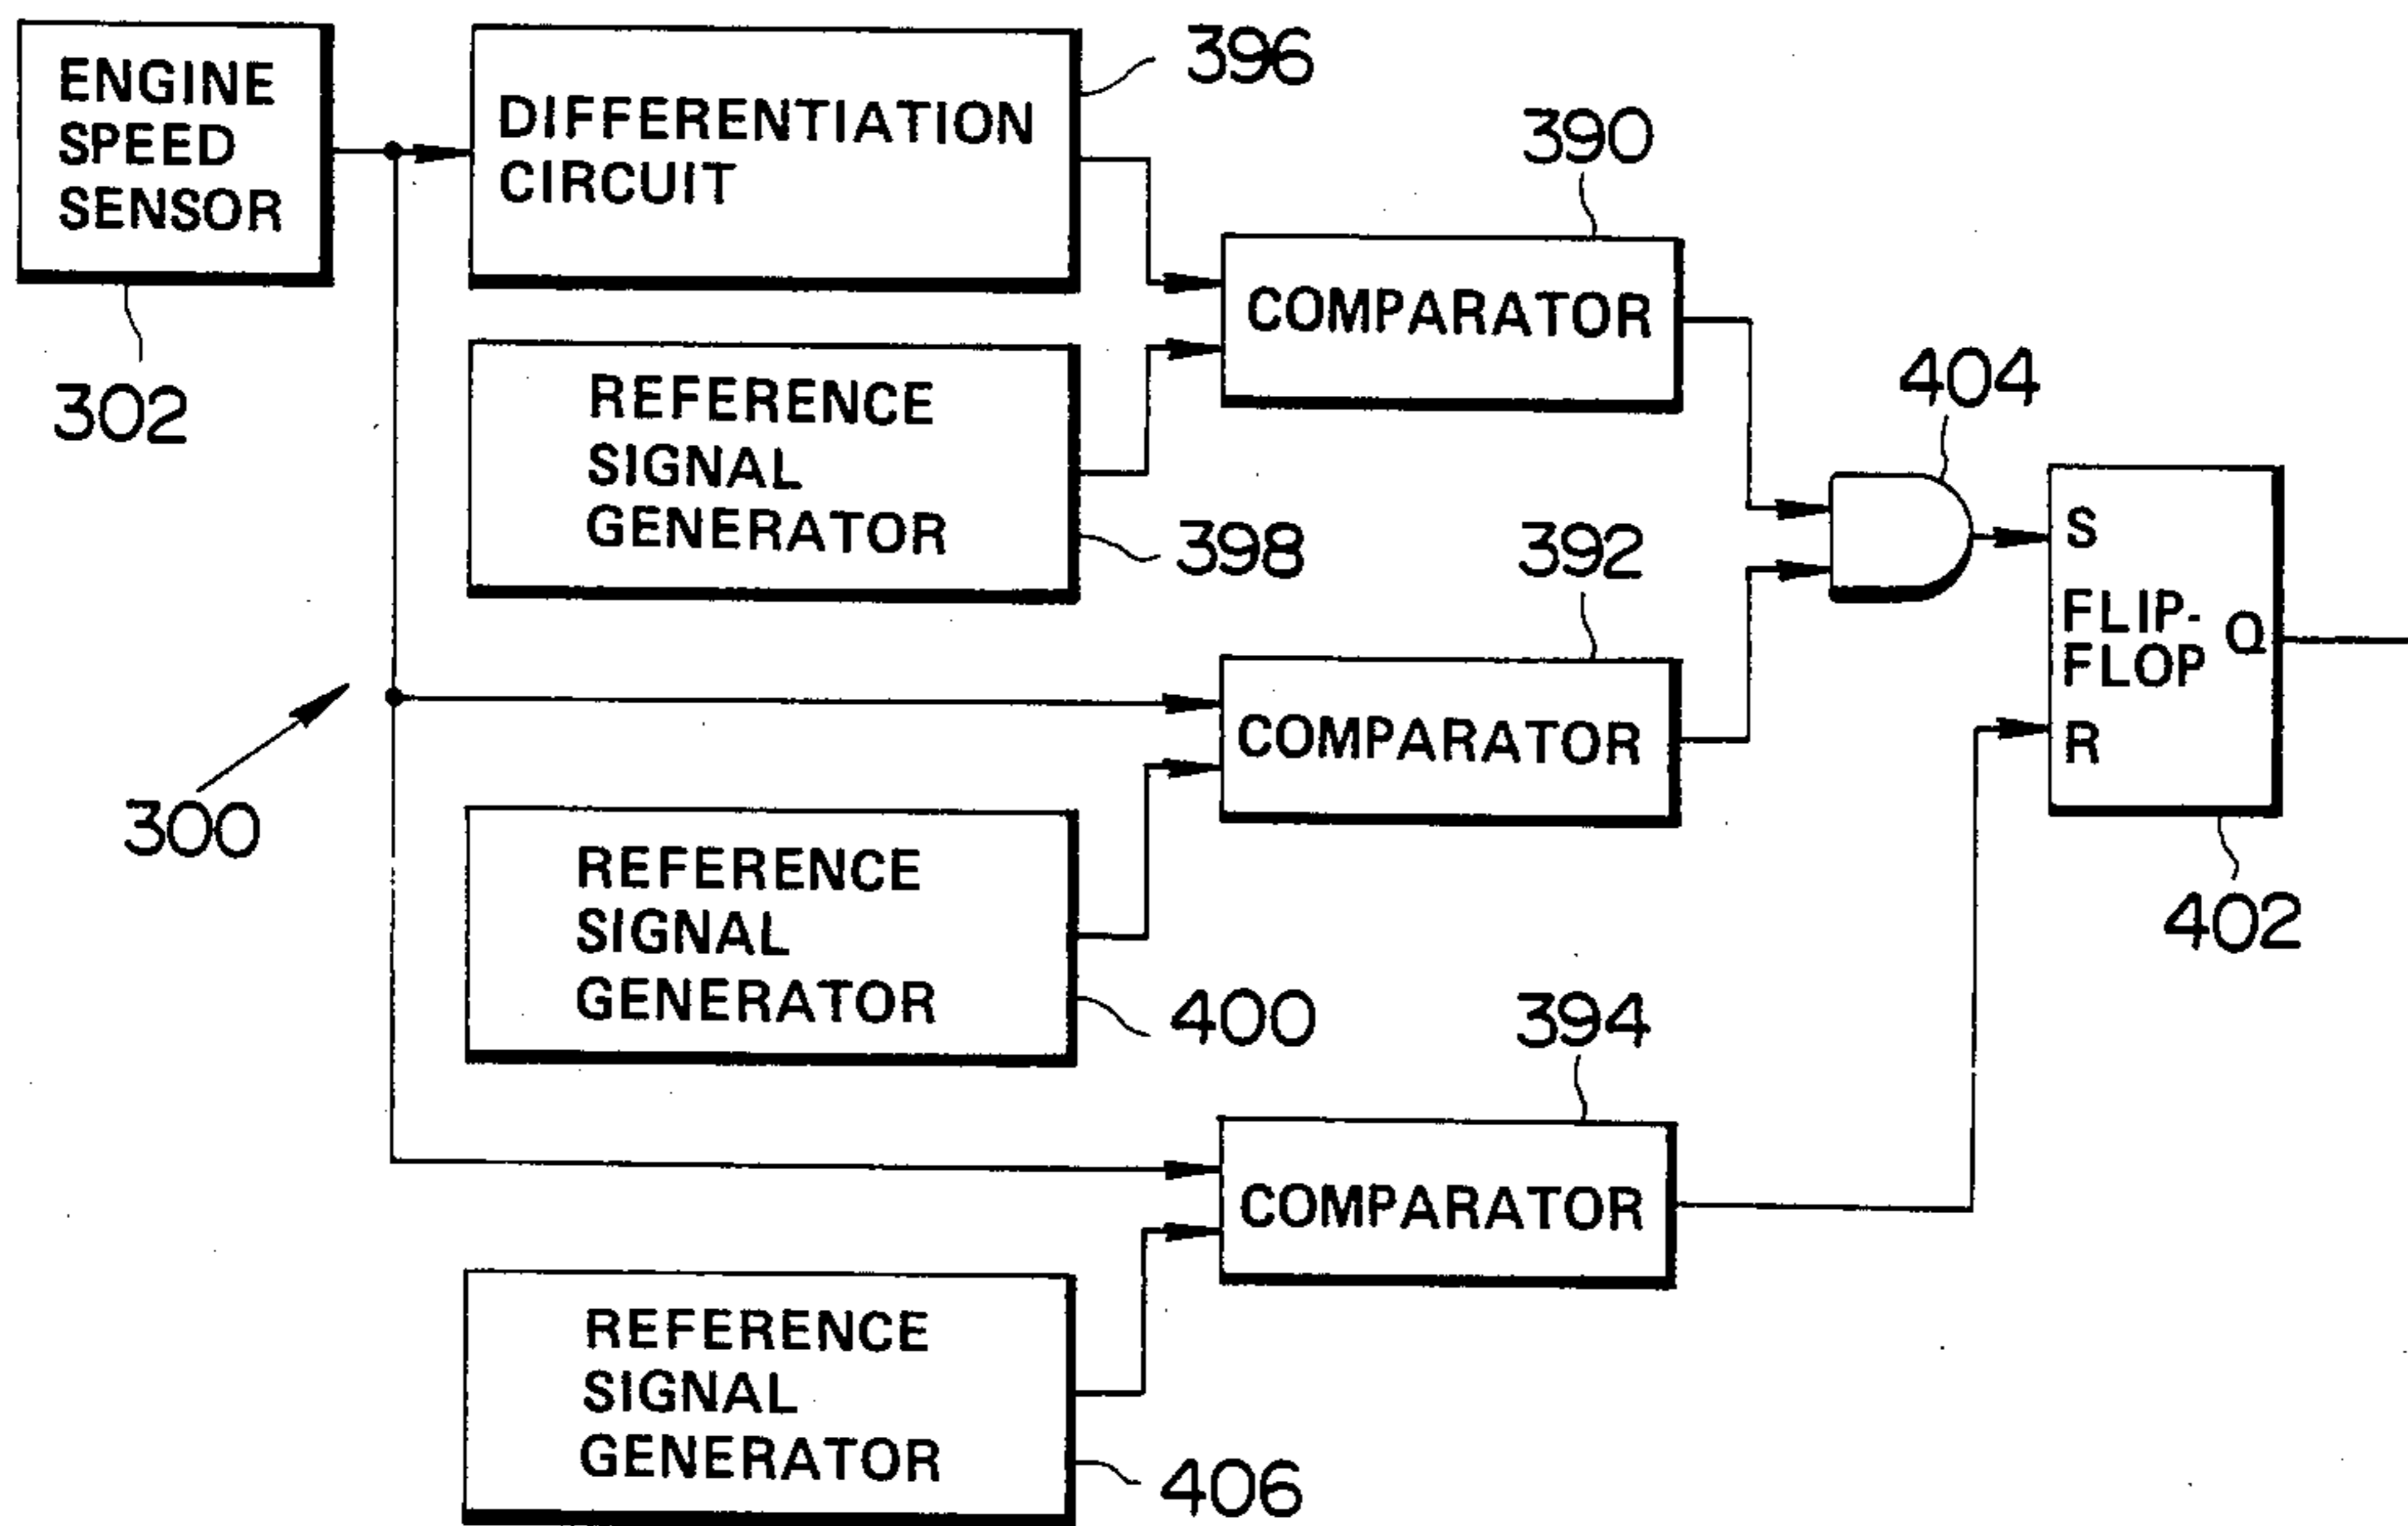 ENGINE
SPEED
SENSOR
302
DIFFERENTIATION
CIRCUIT
396
390
COMPARATOR
REFERENCE
SIGNAL
GENERATOR
398
404
392
COMPARATOR
S
FLIP-
FLOP
Q
R
402
300
REFERENCE
SIGNAL
GENERATOR
400
394
COMPARATOR
REFERENCE
SIGNAL
GENERATOR
406